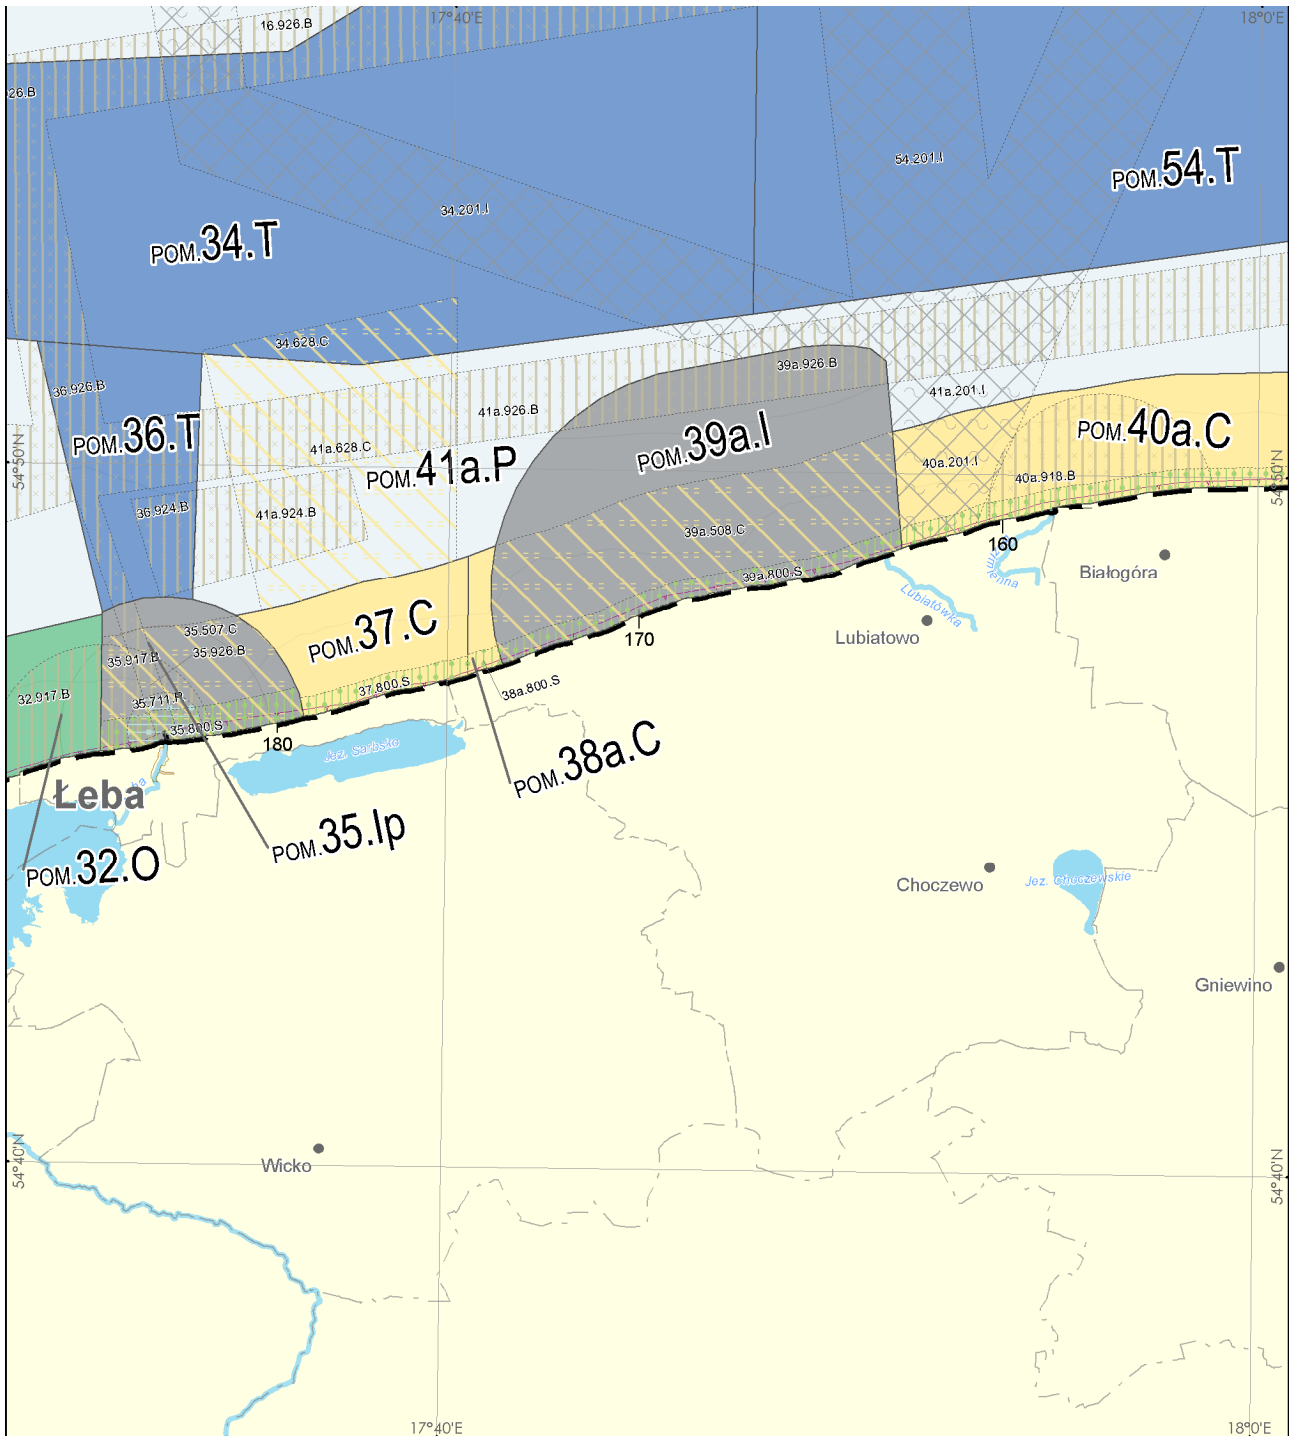 17°40'E
18°0'E
16.926.B
26.B
54.201.I
POM.54.T
34.201.I
POM.34.T
34.628.C
39a.926.B
36.926.B
41a.201.I
41a.926.B
POM.36.T
41a.628.C
POM.39a.I
POM.40a.C
54°50'N
POM.41a.P
40a.201.I
40a.918.B
54°50'N
36.924.B
41a.924.B
39a.508.C
160
Białogóra
39a.800.S
Lubiatówka
35.507.C
POM.37.C
170
Lubiatowo
35.926.B
35.917.B
32.917.B
37.800.S
38a.800.S
35.711.R
35.800.S
180
Jez. Sarbsko
POM.38a.C
Łeba
POM.35.Ip
POM.32.O
Choczewo
Jez. Choczewskie
Gniewino
54°40'N
Wicko
54°40'N
17°40'E
18°0'E